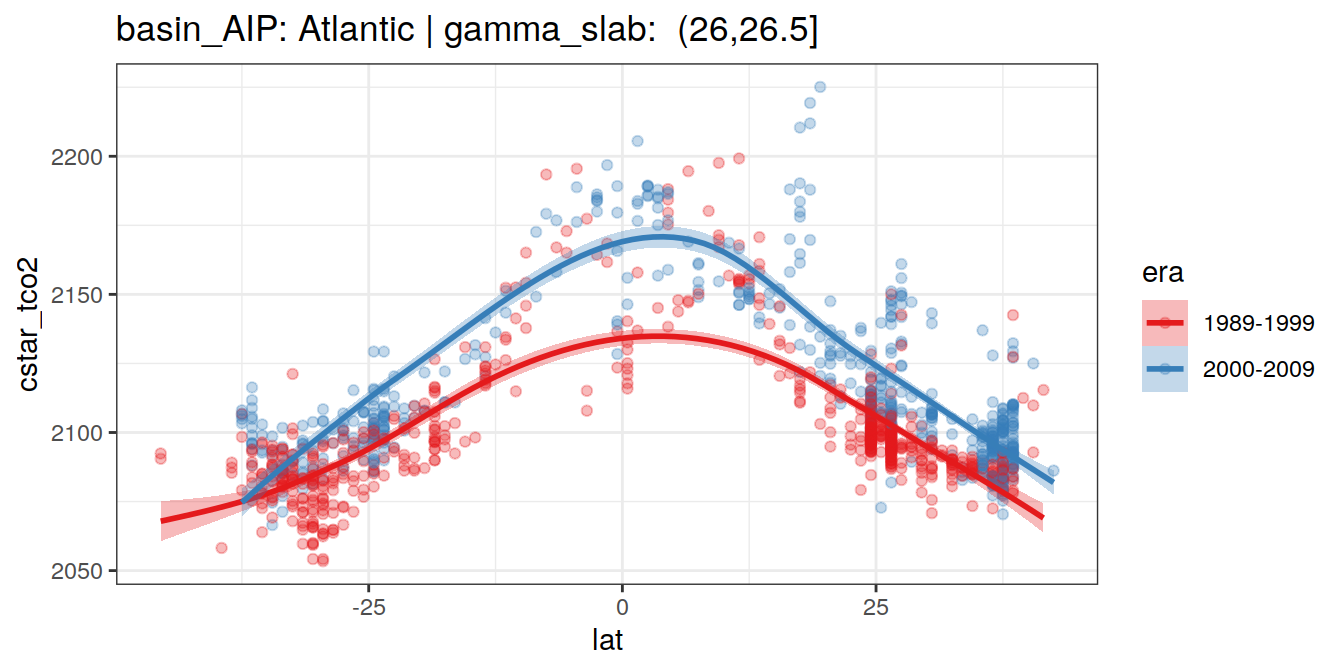 basin_AIP: Atlantic | gamma_slab:  (26,26.5]
cstar_tco2
2200
2150
2100
2050
-25
0
25
lat
era
1989-1999
2000-2009